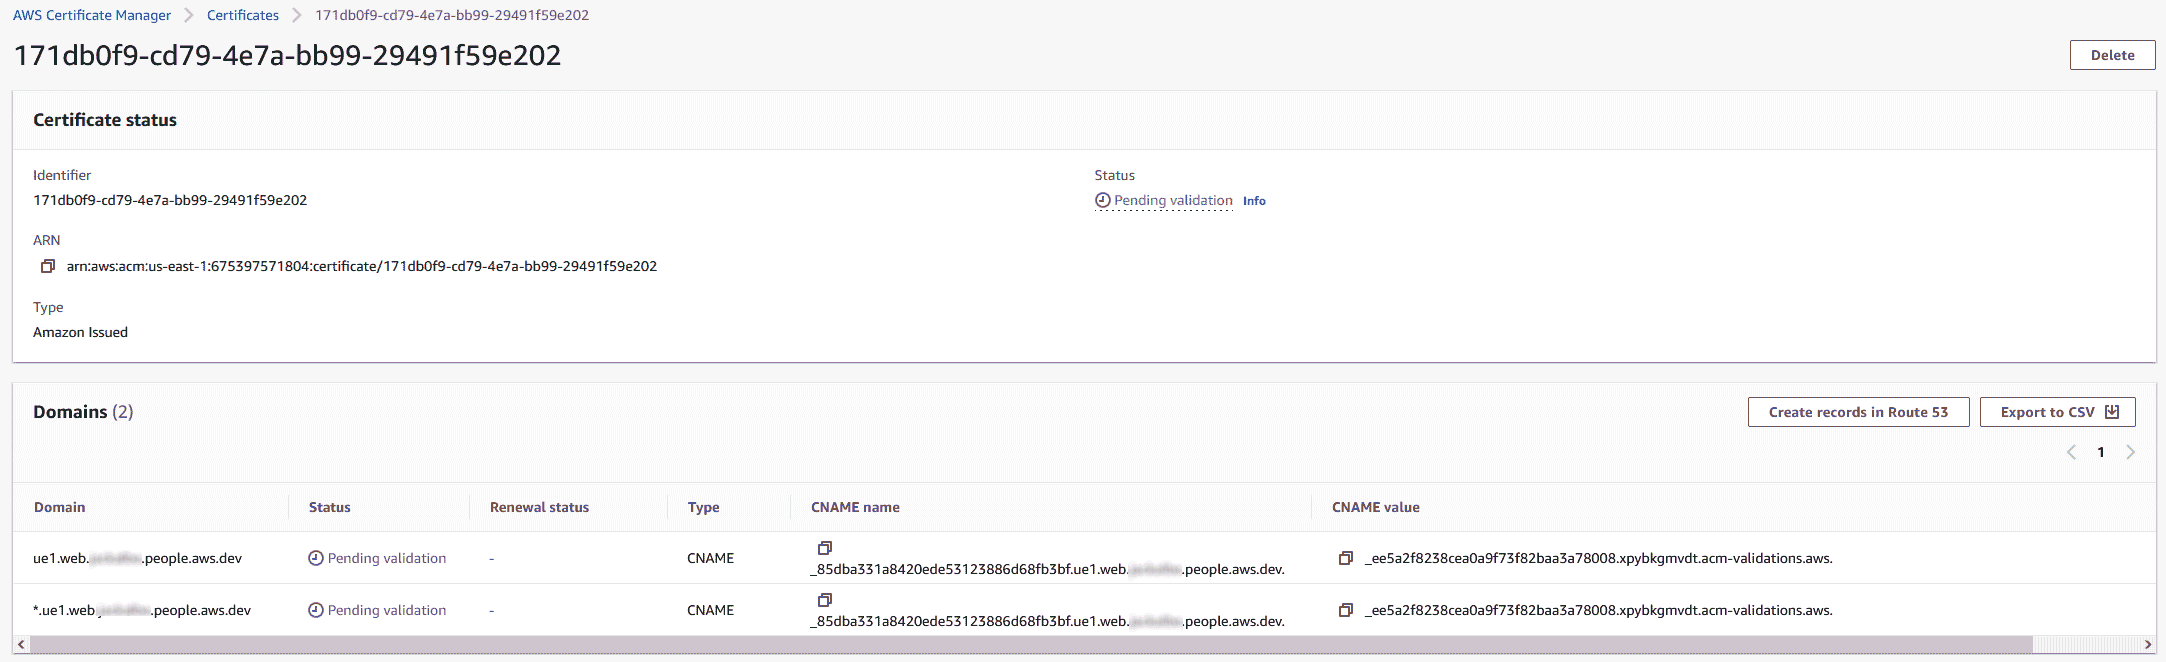 AWS Certificate Manager > Certificates > 171db0f9-cd79-4e7a-bb99-29491f59e202
171db0f9-cd79-4e7a-bb99-29491f59e202
Delete
Certificate status
Identifier
171db0f9-cd79-4e7a-bb99-29491f59e202
Status
Pending validation Info
ARN
arn:aws:acm:us-east-1:675397571804:certificate/171db0f9-cd79-4e7a-bb99-29491f59e202
Type
Amazon Issued
Domains (2)
Create records in Route 53
Export to CSV
1
Domain Status Renewal status Type CNAME name CNAME value
ue1.web. .people.aws.dev Pending validation - CNAME _85dba331a8420ede53123886d68fb3bf.ue1.web. .people.aws.dev. _ee5a2f8238cea0a9f73f82baa3a78008.xpybkgmvdt.acm-validations.aws.
*.ue1.web .people.aws.dev Pending validation - CNAME _85dba331a8420ede53123886d68fb3bf.ue1.web. .people.aws.dev. _ee5a2f8238cea0a9f73f82baa3a78008.xpybkgmvdt.acm-validations.aws.